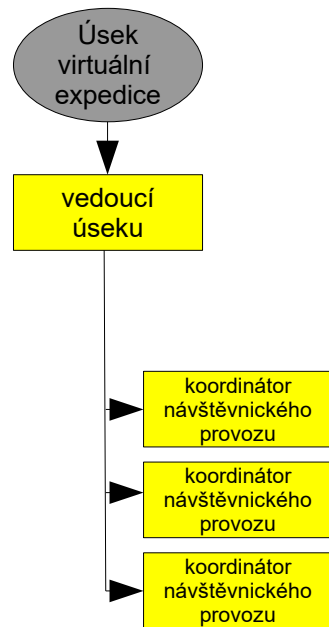 Úsek
virtuální
expedice
vedoucí
úseku
koordinátor
návštěvnického
provozu
koordinátor
návštěvnického
provozu
koordinátor
návštěvnického
provozu